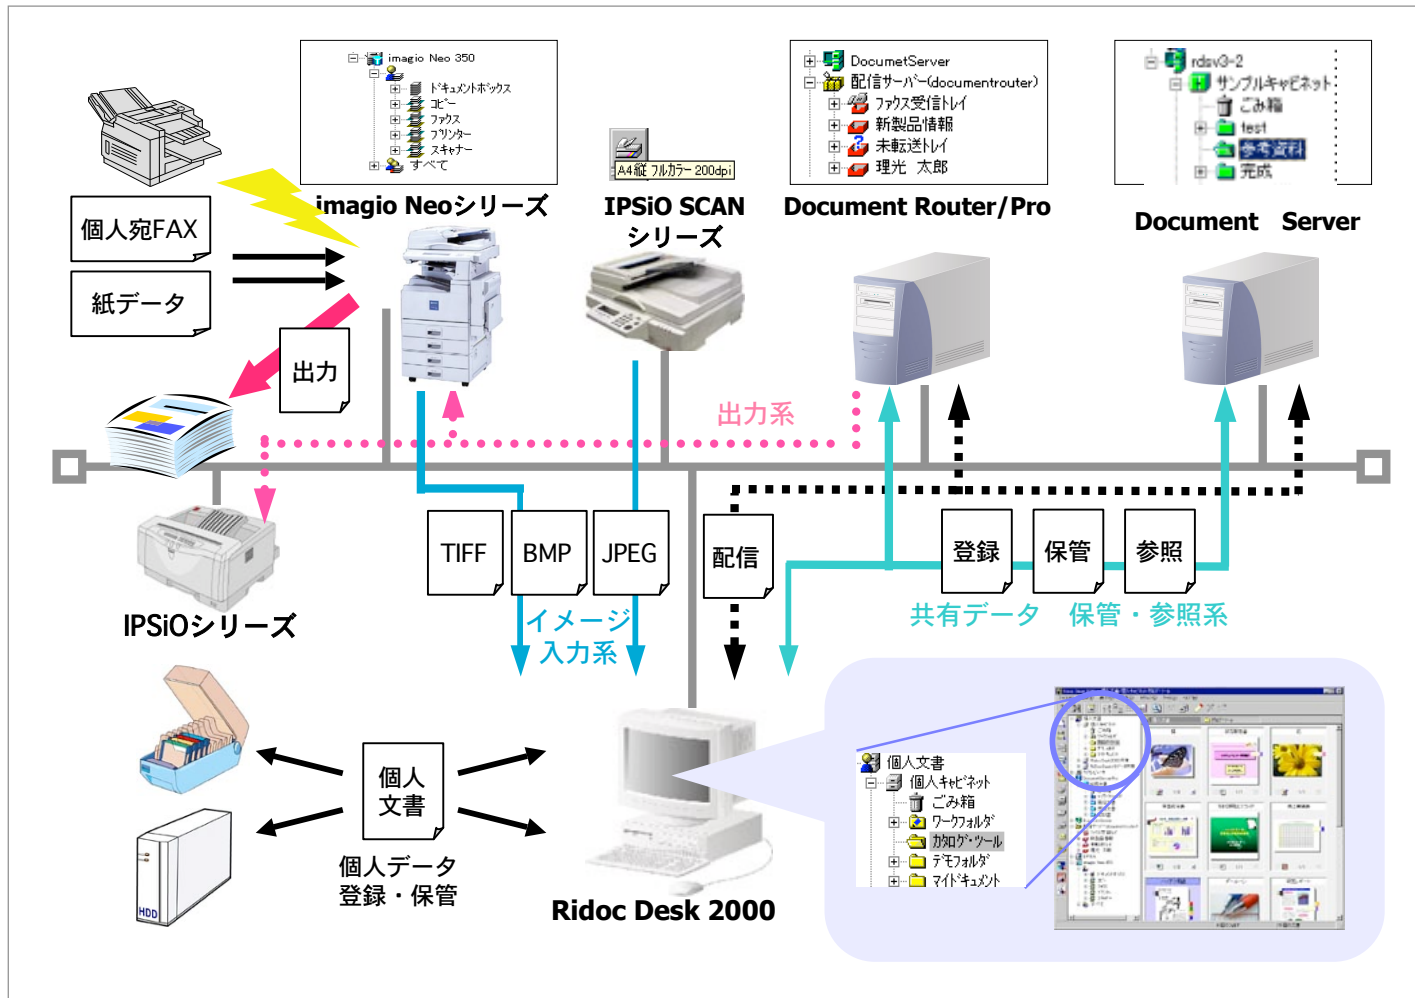 imagio Neo 350
ドキュメントボックス
コピー
ファクス
プリンター
スキャナー
すべて
A4縦 フルカラー 200dpi
DocumetServer
配信サーバー(documentrouter)
ファクス受信トレイ
新製品情報
未転送トレイ
理光 太郎
rdsv3-2
サンプルキャビネット
ごみ箱
test
参考資料
完成
imagio Neoシリーズ
IPSiO SCAN
シリーズ
Document Router/Pro
Document Server
個人宛FAX
紙データ
出力
出力系
TIFF
BMP
JPEG
配信
登録
保管
参照
イメージ
入力系
共有データ 保管・参照系
IPSiOシリーズ
個人
文書
個人データ
登録・保管
HDD
Ridoc Desk 2000
個人文書
個人キャビネット
ごみ箱
ワークフォルダ
カタログ・ツール
デモフォルダ
マイドキュメント